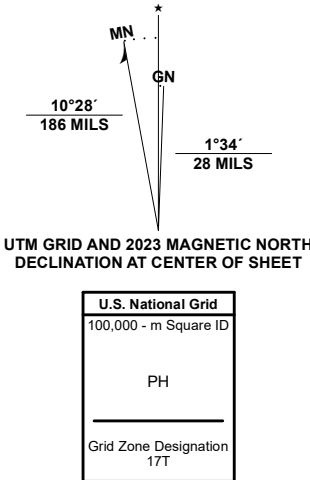 ★
MN
GN
10°28´
186 MILS
1°34´
28 MILS
UTM GRID AND 2023 MAGNETIC NORTH
DECLINATION AT CENTER OF SHEET
U.S. National Grid
100,000 - m Square ID
PH
Grid Zone Designation
17T